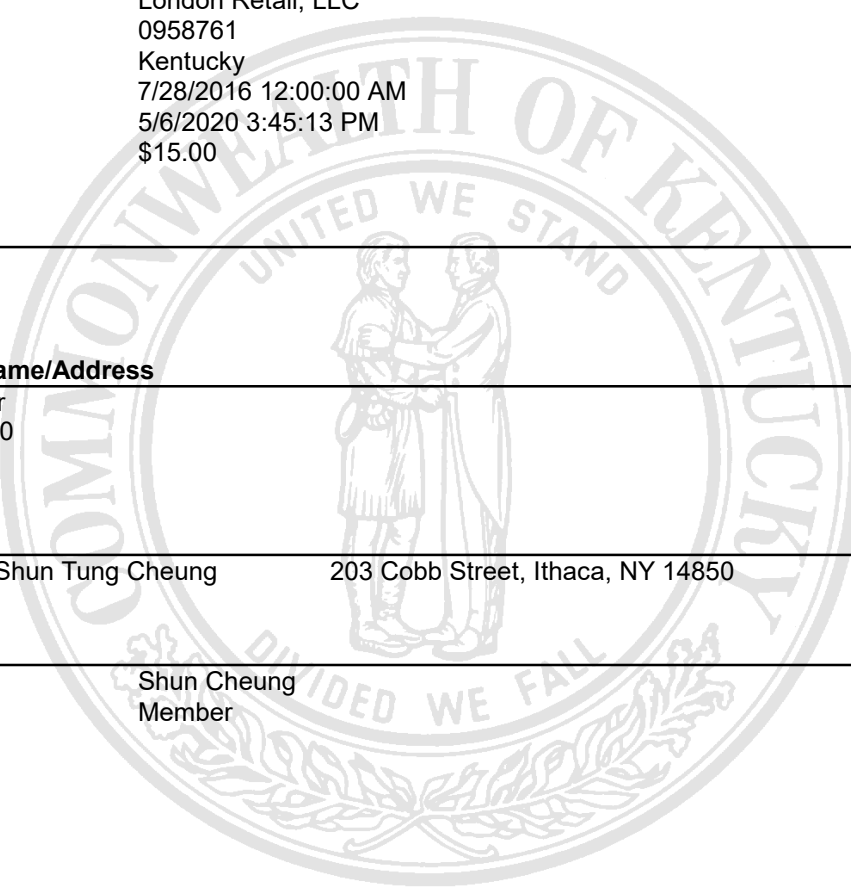 London Retail, LLC
0958761
Kentucky
7/28/2016 12:00:00 AM
5/6/2020 3:45:13 PM
$15.00
COMMONWEALTH OF KENTUCKY
UNITED WE STAND
ame/Address
r
0
Shun Tung Cheung 203 Cobb Street, Ithaca, NY 14850
DIVIDED WE FALL
Shun Cheung
Member